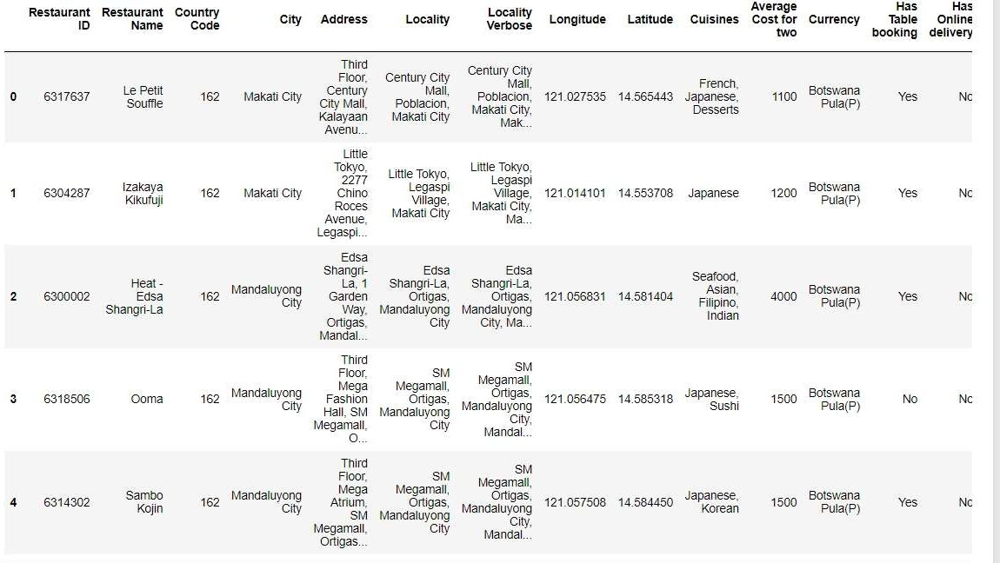 Restaurant ID Restaurant Name Country Code City Address Locality Locality Verbose Longitude Latitude Cuisines Average Cost for two Currency Has Table booking Has Online delivery
0 6317637 Le Petit Souffle 162 Makati City Third Floor, Century City Mall, Kalayaan Avenu... Century City Mall, Poblacion, Makati City Century City Mall, Poblacion, Makati City, Mak... 121.027535 14.565443 French, Japanese, Desserts 1100 Botswana Pula(P) Yes No
1 6304287 Izakaya Kikufuji 162 Makati City Little Tokyo, 2277 Chino Roces Avenue, Legaspi... Little Tokyo, Legaspi Village, Makati City Little Tokyo, Legaspi Village, Makati City, Ma... 121.014101 14.553708 Japanese 1200 Botswana Pula(P) Yes No
2 6300002 Heat - Edsa Shangri-La 162 Mandaluyong City Edsa Shangri-La, 1 Garden Way, Ortigas, Mandal... Edsa Shangri-La, Ortigas, Mandaluyong City Edsa Shangri-La, Ortigas, Mandaluyong City, Ma... 121.056831 14.581404 Seafood, Asian, Filipino, Indian 4000 Botswana Pula(P) Yes No
3 6318506 Ooma 162 Mandaluyong City Third Floor, Mega Fashion Hall, SM Megamall, O... SM Megamall, Ortigas, Mandaluyong City SM Megamall, Ortigas, Mandaluyong City, Mandal... 121.056475 14.585318 Japanese, Sushi 1500 Botswana Pula(P) No No
4 6314302 Sambo Kojin 162 Mandaluyong City Third Floor, Mega Atrium, SM Megamall, Ortigas... SM Megamall, Ortigas, Mandaluyong City SM Megamall, Ortigas, Mandaluyong City, Mandal... 121.057508 14.584450 Japanese, Korean 1500 Botswana Pula(P) Yes No